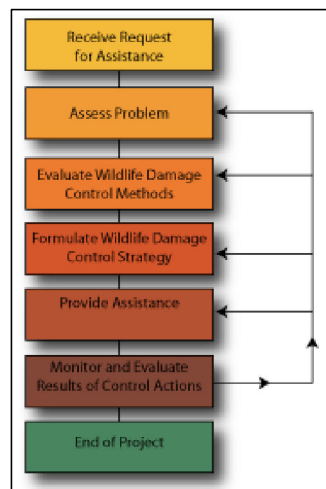 Receive Request
for Assistance
Assess Problem
Evaluate Wildlife Damage
Control Methods
Formulate Wildlife Damage
Control Strategy
Provide Assistance
Monitor and Evaluate
Results of Control Actions
End of Project